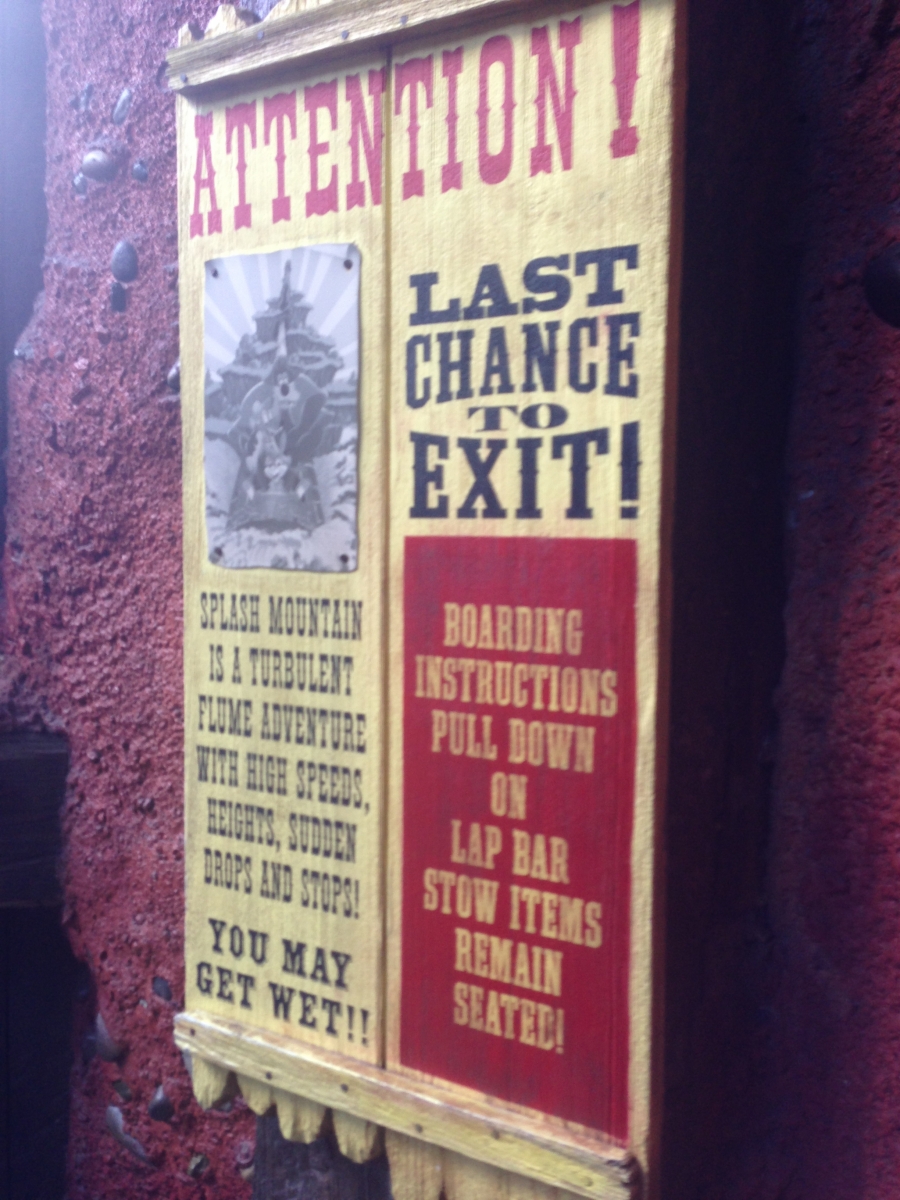 ATTENTION!
SPLASH MOUNTAIN
IS A TURBULENT
FLUME ADVENTURE
WITH HIGH SPEEDS,
HEIGHTS, SUDDEN
DROPS AND STOPS!
YOU MAY
GET WET!!
LAST
CHANCE
TO
EXIT!
BOARDING
INSTRUCTIONS
PULL DOWN
ON
LAP BAR
STOW ITEMS
REMAIN
SEATED!